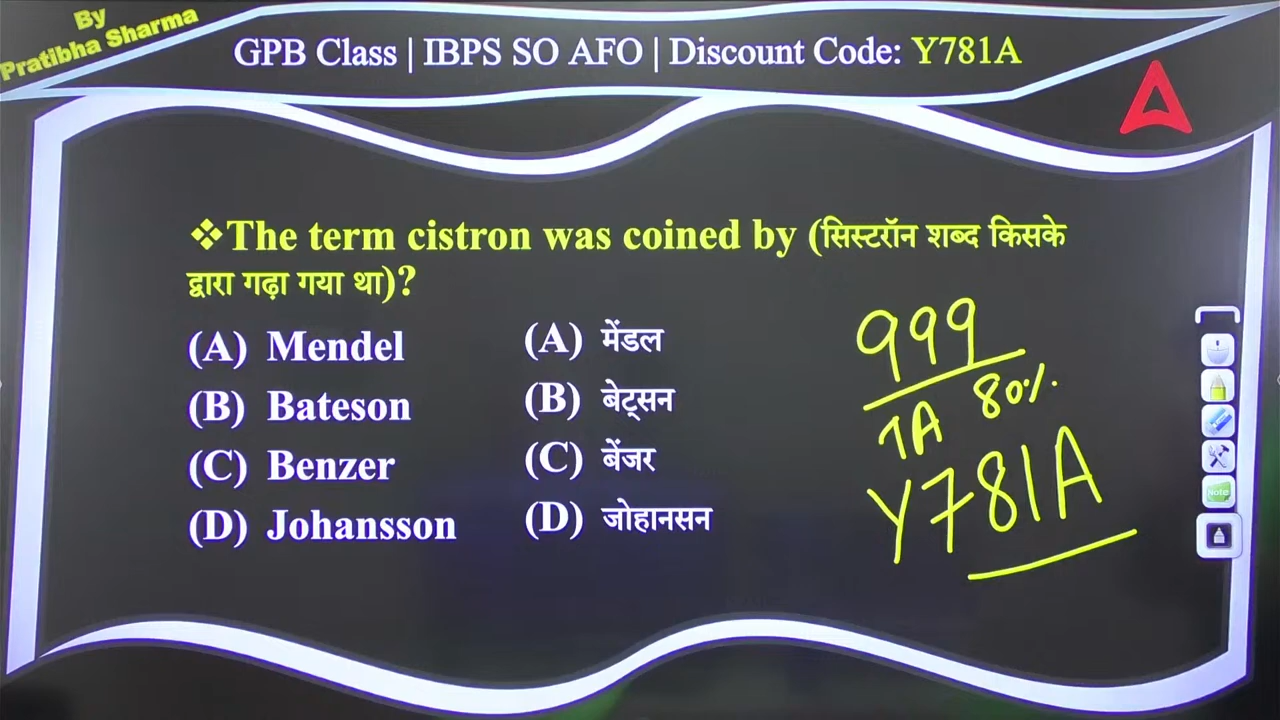 By
Pratibha Sharma
GPB Class | IBPS SO AFO | Discount Code: Y781A
❖The term cistron was coined by (सिस्टरॉन शब्द किसके
द्वारा गढ़ा गया था)?
(A) Mendel
(B) Bateson
(C) Benzer
(D) Johansson
(A) मेंडल
(B) बेट्सन
(C) बेंजर
(D) जोहानसन
999
1A 80%
Y781A
Note